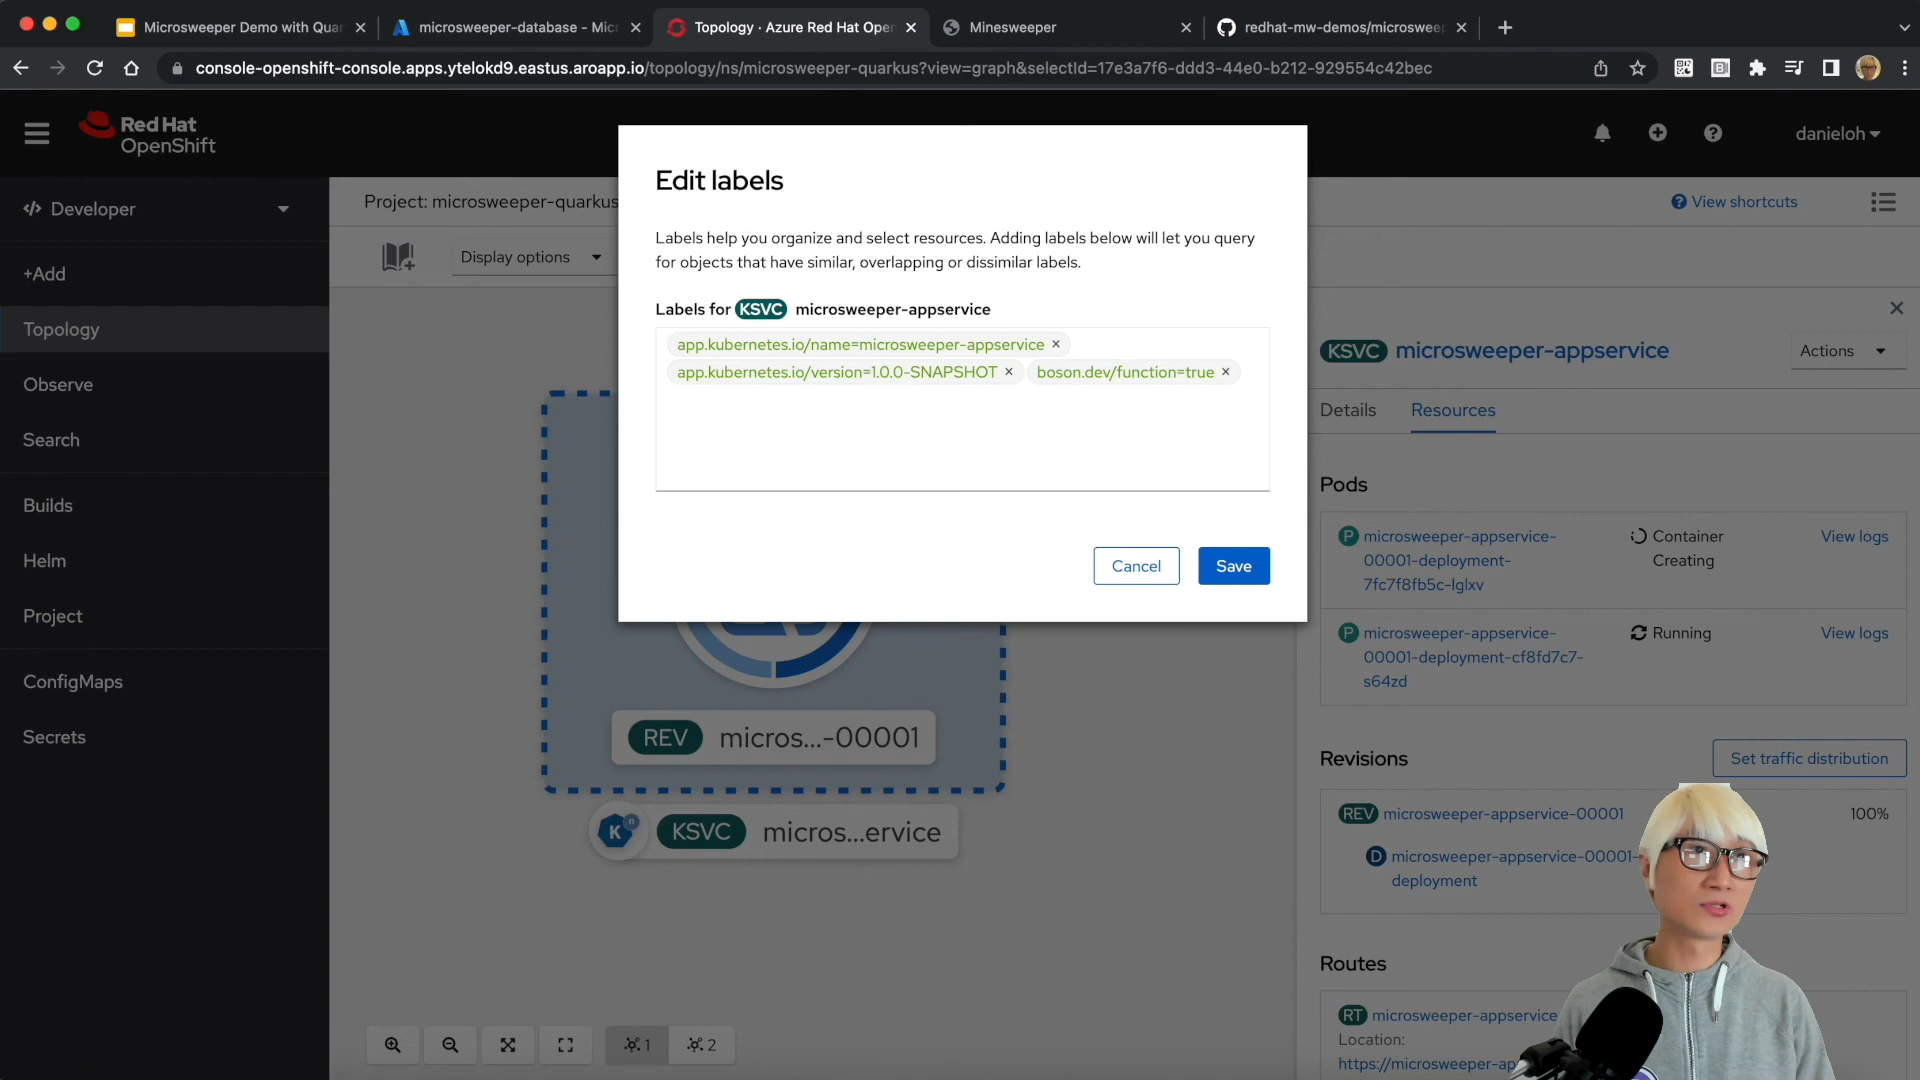 Microsweeper Demo with Quar
microsweeper-database - Micr
Topology · Azure Red Hat Open
Minesweeper
redhat-mw-demos/microsweep
console-openshift-console.apps.ytelokd9.eastus.aroapp.io/topology/ns/microsweeper-quarkus?view=graph&selectId=17e3a7f6-ddd3-44e0-b212-929554c42bec
Red Hat
OpenShift
danieloh
Developer
+Add
Topology
Observe
Search
Builds
Helm
Project
ConfigMaps
Secrets
Project: microsweeper-quarkus
View shortcuts
Display options
Edit labels
Labels help you organize and select resources. Adding labels below will let you query
for objects that have similar, overlapping or dissimilar labels.
Labels for KSVC microsweeper-appservice
app.kubernetes.io/name=microsweeper-appservice ×
app.kubernetes.io/version=1.0.0-SNAPSHOT × boson.dev/function=true ×
Cancel
Save
REV micros...-00001
K n KSVC micros...ervice
1
2
KSVC microsweeper-appservice
Actions
Details
Resources
Pods
P microsweeper-appservice-
00001-deployment-
7fc7f8fb5c-lglxv
Container
Creating
View logs
P microsweeper-appservice-
00001-deployment-cf8fd7c7-
s64zd
Running
View logs
Revisions
Set traffic distribution
REV microsweeper-appservice-00001
100%
D microsweeper-appservice-00001-
deployment
Routes
RT microsweeper-appservice
Location:
https://microsweeper-ap